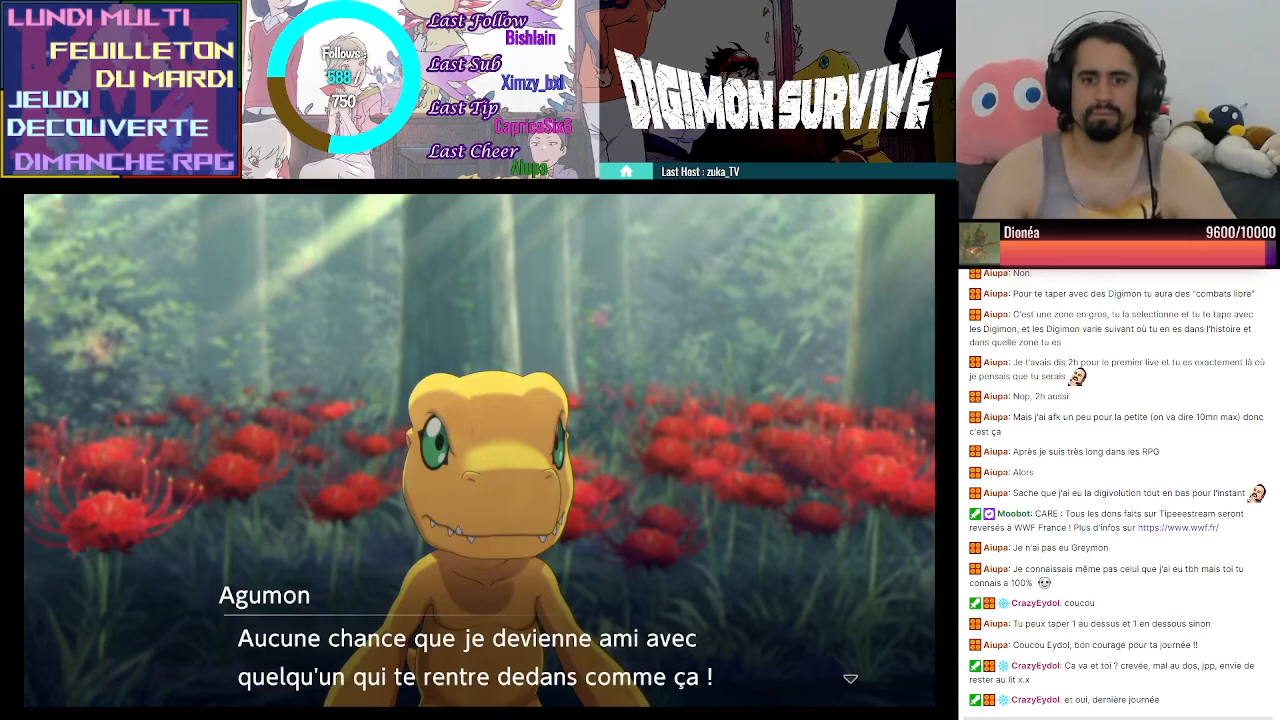 LUNDI MULTI
FEUILLETON
DU MARDI
JEUDI
DECOUVERTE
DIMANCHE RPG
Follows :
588 /
750
Last Follow
Bishlain
Last Sub
Ximzy_bxl
Last Tip
CapricaSix6
Last Cheer
Aiupa
DIGIMON SURVIVE
Last Host : zuka_TV
Dionéa 9600/10000
Agumon
Aucune chance que je devienne ami avec
quelqu'un qui te rentre dedans comme ça !
Aiupa: Non
Aiupa: Pour te taper avec des Digimon tu aura des "combats libre"
Aiupa: C'est une zone en gros, tu la selectionne et tu te tape avec
les Digimon, et les Digimon varie suivant où tu en es dans l'histoire et
dans quelle zone tu es
Aiupa: Je t'avais dis 2h pour le premier live et tu es exactement là où
je pensais que tu serais
Aiupa: Nop, 2h aussi
Aiupa: Mais j'ai afk un peu pour la petite (on va dire 10mn max) donc
c'est ça
Aiupa: Après je suis très long dans les RPG
Aiupa: Alors
Aiupa: Sache que j'ai eu la digivolution tout en bas pour l'instant
Moobot: CARE : Tous les dons faits sur Tipeeestream seront
reversés à WWF France ! Plus d'infos sur https://www.wwf.fr/
Aiupa: Je n'ai pas eu Greymon
Aiupa: Je connaissais même pas celui que j'ai eu tbh mais toi tu
connais a 100%
CrazyEydol: coucou
Aiupa: Tu peux taper 1 au dessus et 1 en dessous sinon
Aiupa: Coucou Eydol, bon courage pour ta journée !!
CrazyEydol: Ca va et toi ? crevée, mal au dos, jpp, envie de
rester au lit x.x
CrazyEydol: et oui, dernière journée